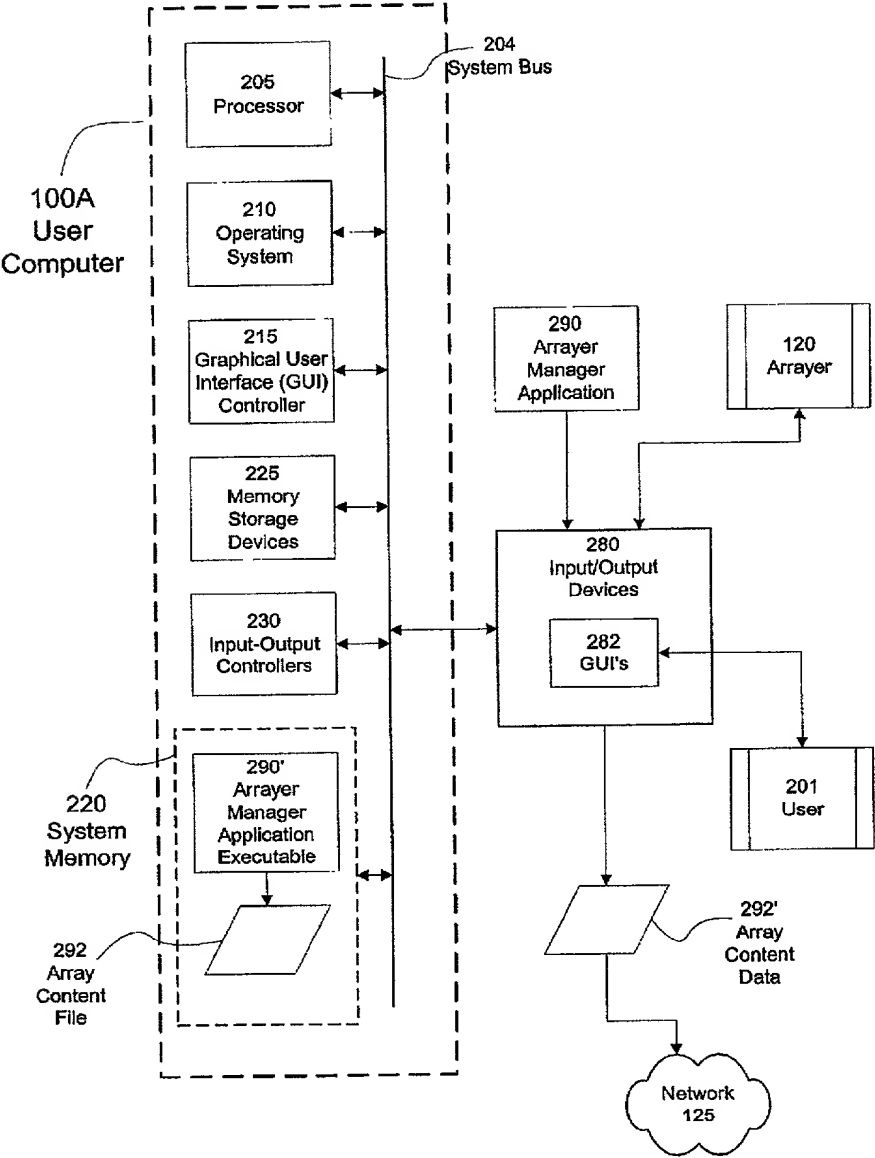 204
System Bus
205
Processor
100A
User
Computer
210
Operating
System
215
Graphical User
Interface (GUI)
Controller
290
Arrayer
Manager
Application
120
Arrayer
225
Memory
Storage
Devices
280
Input/Output
Devices
282
GUI's
230
Input-Output
Controllers
220
System
Memory
290'
Arrayer
Manager
Application
Executable
201
User
292
Array
Content
File
292'
Array
Content
Data
Network
125